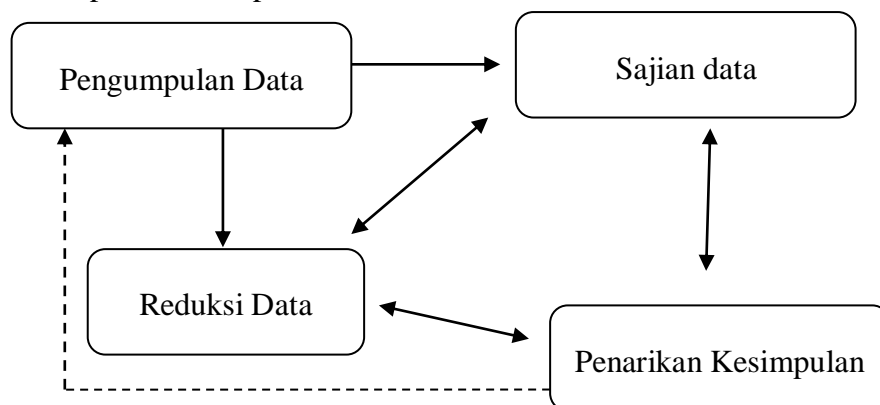 Pengumpulan Data
Sajian data
Reduksi Data
Penarikan Kesimpulan